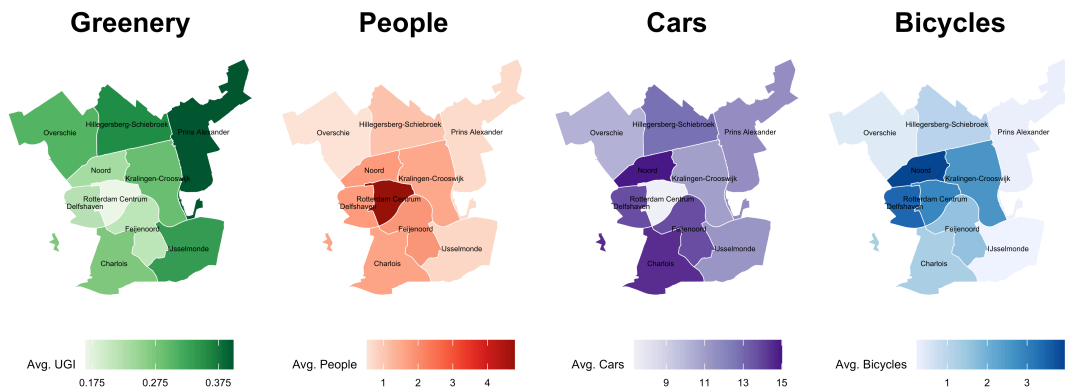 Greenery
Overschie
Hillegersberg-Schiebroek
Prins Alexander
Noord
Kralingen-Crooswijk
Rotterdam Centrum
Delfshaven
Feijenoord
IJsselmonde
Charlois
Avg. UGI
0.175 0.275 0.375
People
Overschie
Hillegersberg-Schiebroek
Prins Alexander
Noord
Kralingen-Crooswijk
Rotterdam Centrum
Delfshaven
Feijenoord
IJsselmonde
Charlois
Avg. People
1 2 3 4
Cars
Overschie
Hillegersberg-Schiebroek
Prins Alexander
Noord
Kralingen-Crooswijk
Rotterdam Centrum
Delfshaven
Feijenoord
IJsselmonde
Charlois
Avg. Cars
9 11 13 15
Bicycles
Overschie
Hillegersberg-Schiebroek
Prins Alexander
Noord
Kralingen-Crooswijk
Rotterdam Centrum
Delfshaven
Feijenoord
IJsselmonde
Charlois
Avg. Bicycles
1 2 3